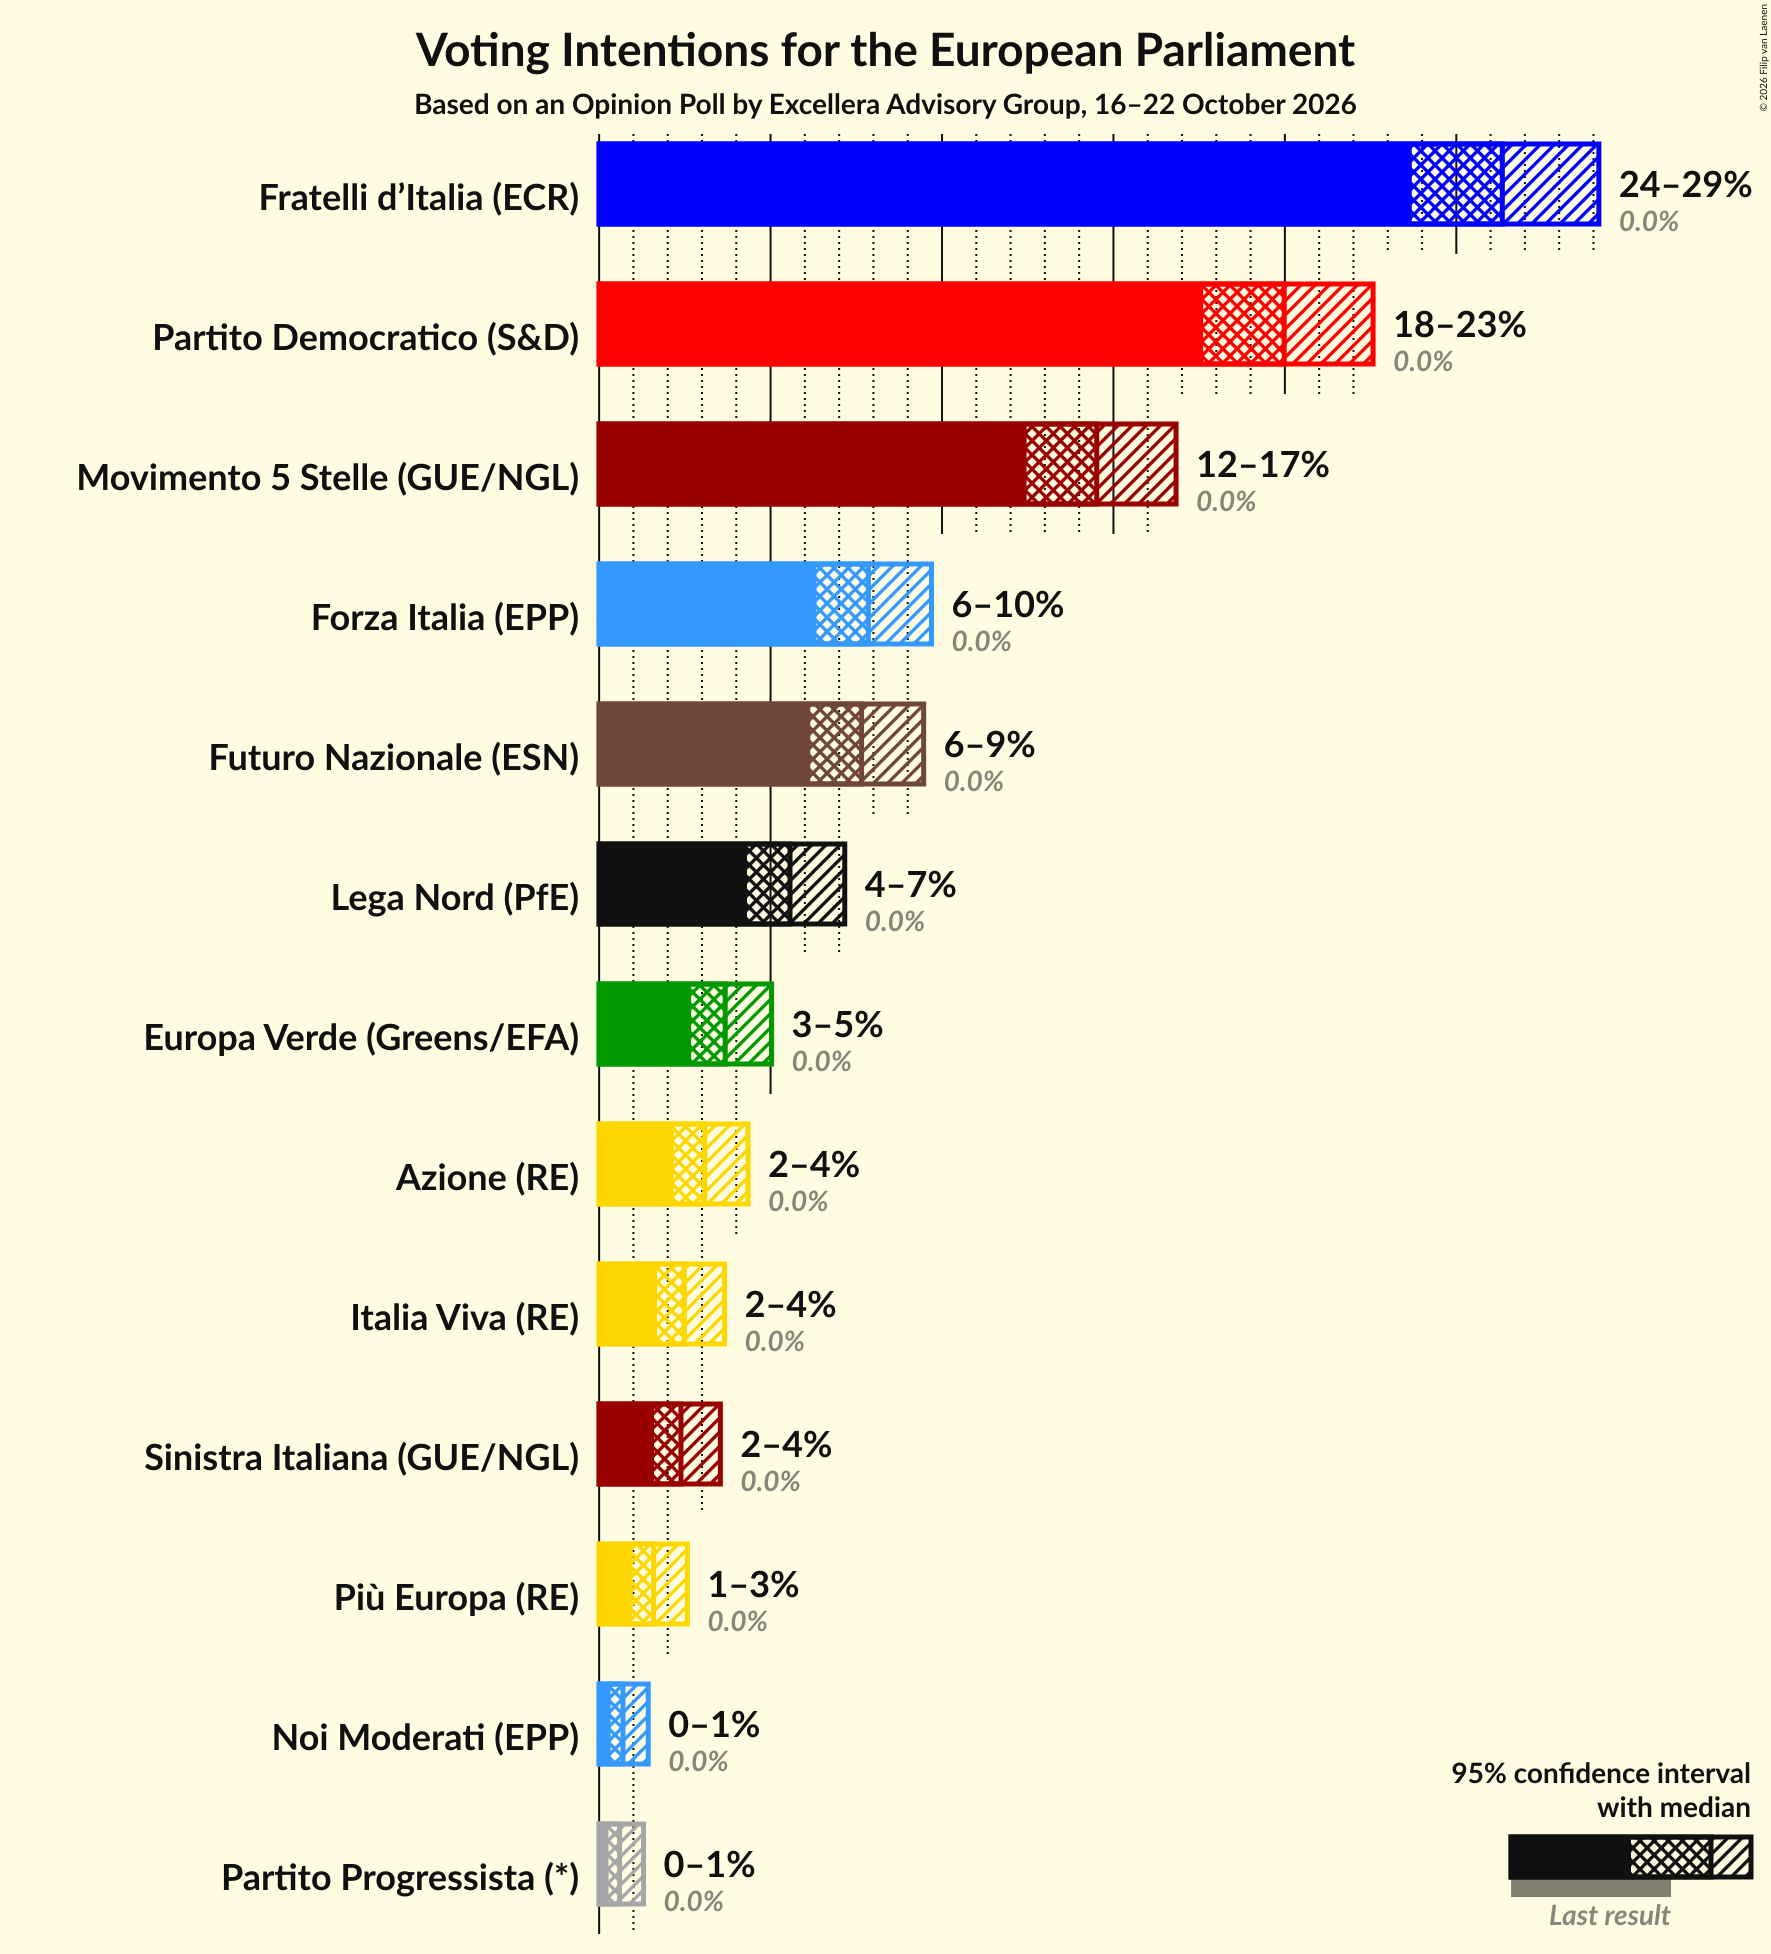 Voting Intentions for the European Parliament
Based on an Opinion Poll by Excellera Advisory Group, 16–22 October 2026
© 2026 Filip van Laenen
Fratelli d’Italia (ECR)
24–29%
0.0%
Partito Democratico (S&D)
18–23%
0.0%
Movimento 5 Stelle (GUE/NGL)
12–17%
0.0%
Forza Italia (EPP)
6–10%
0.0%
Futuro Nazionale (ESN)
6–9%
0.0%
Lega Nord (PfE)
4–7%
0.0%
Europa Verde (Greens/EFA)
3–5%
0.0%
Azione (RE)
2–4%
0.0%
Italia Viva (RE)
2–4%
0.0%
Sinistra Italiana (GUE/NGL)
2–4%
0.0%
Più Europa (RE)
1–3%
0.0%
Noi Moderati (EPP)
0–1%
0.0%
Partito Progressista (*)
0–1%
0.0%
95% confidence interval
with median
Last result